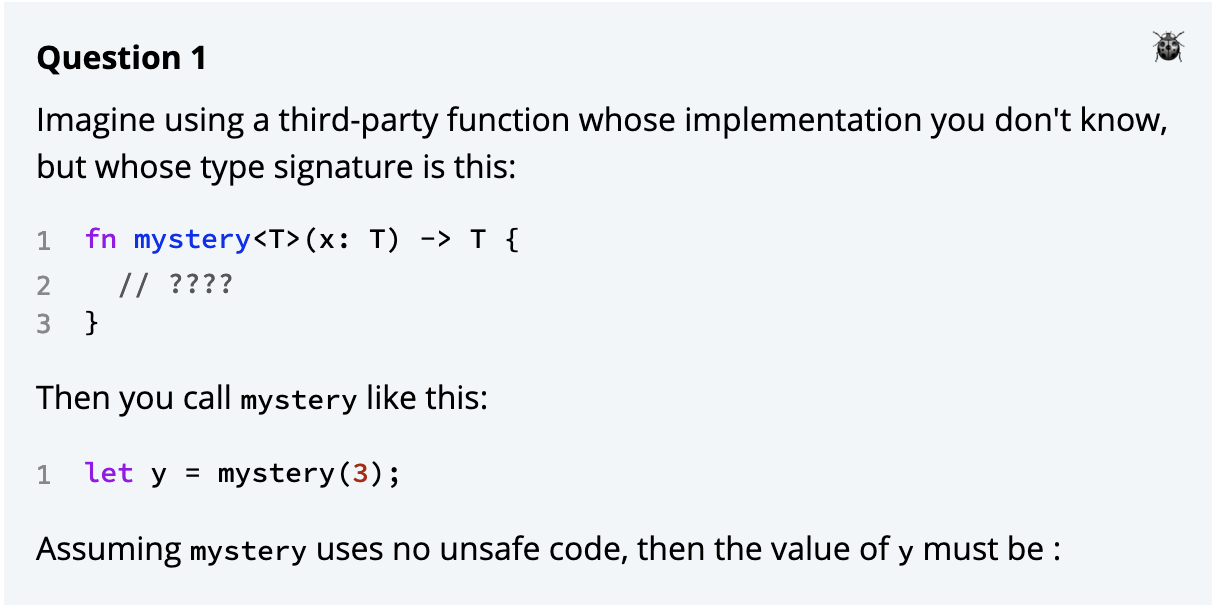 Question 1
Imagine using a third-party function whose implementation you don't know,
but whose type signature is this:
1 fn mystery<T>(x: T) -> T {
2   // ????
3 }
Then you call mystery like this:
1 let y = mystery(3);
Assuming mystery uses no unsafe code, then the value of y must be :